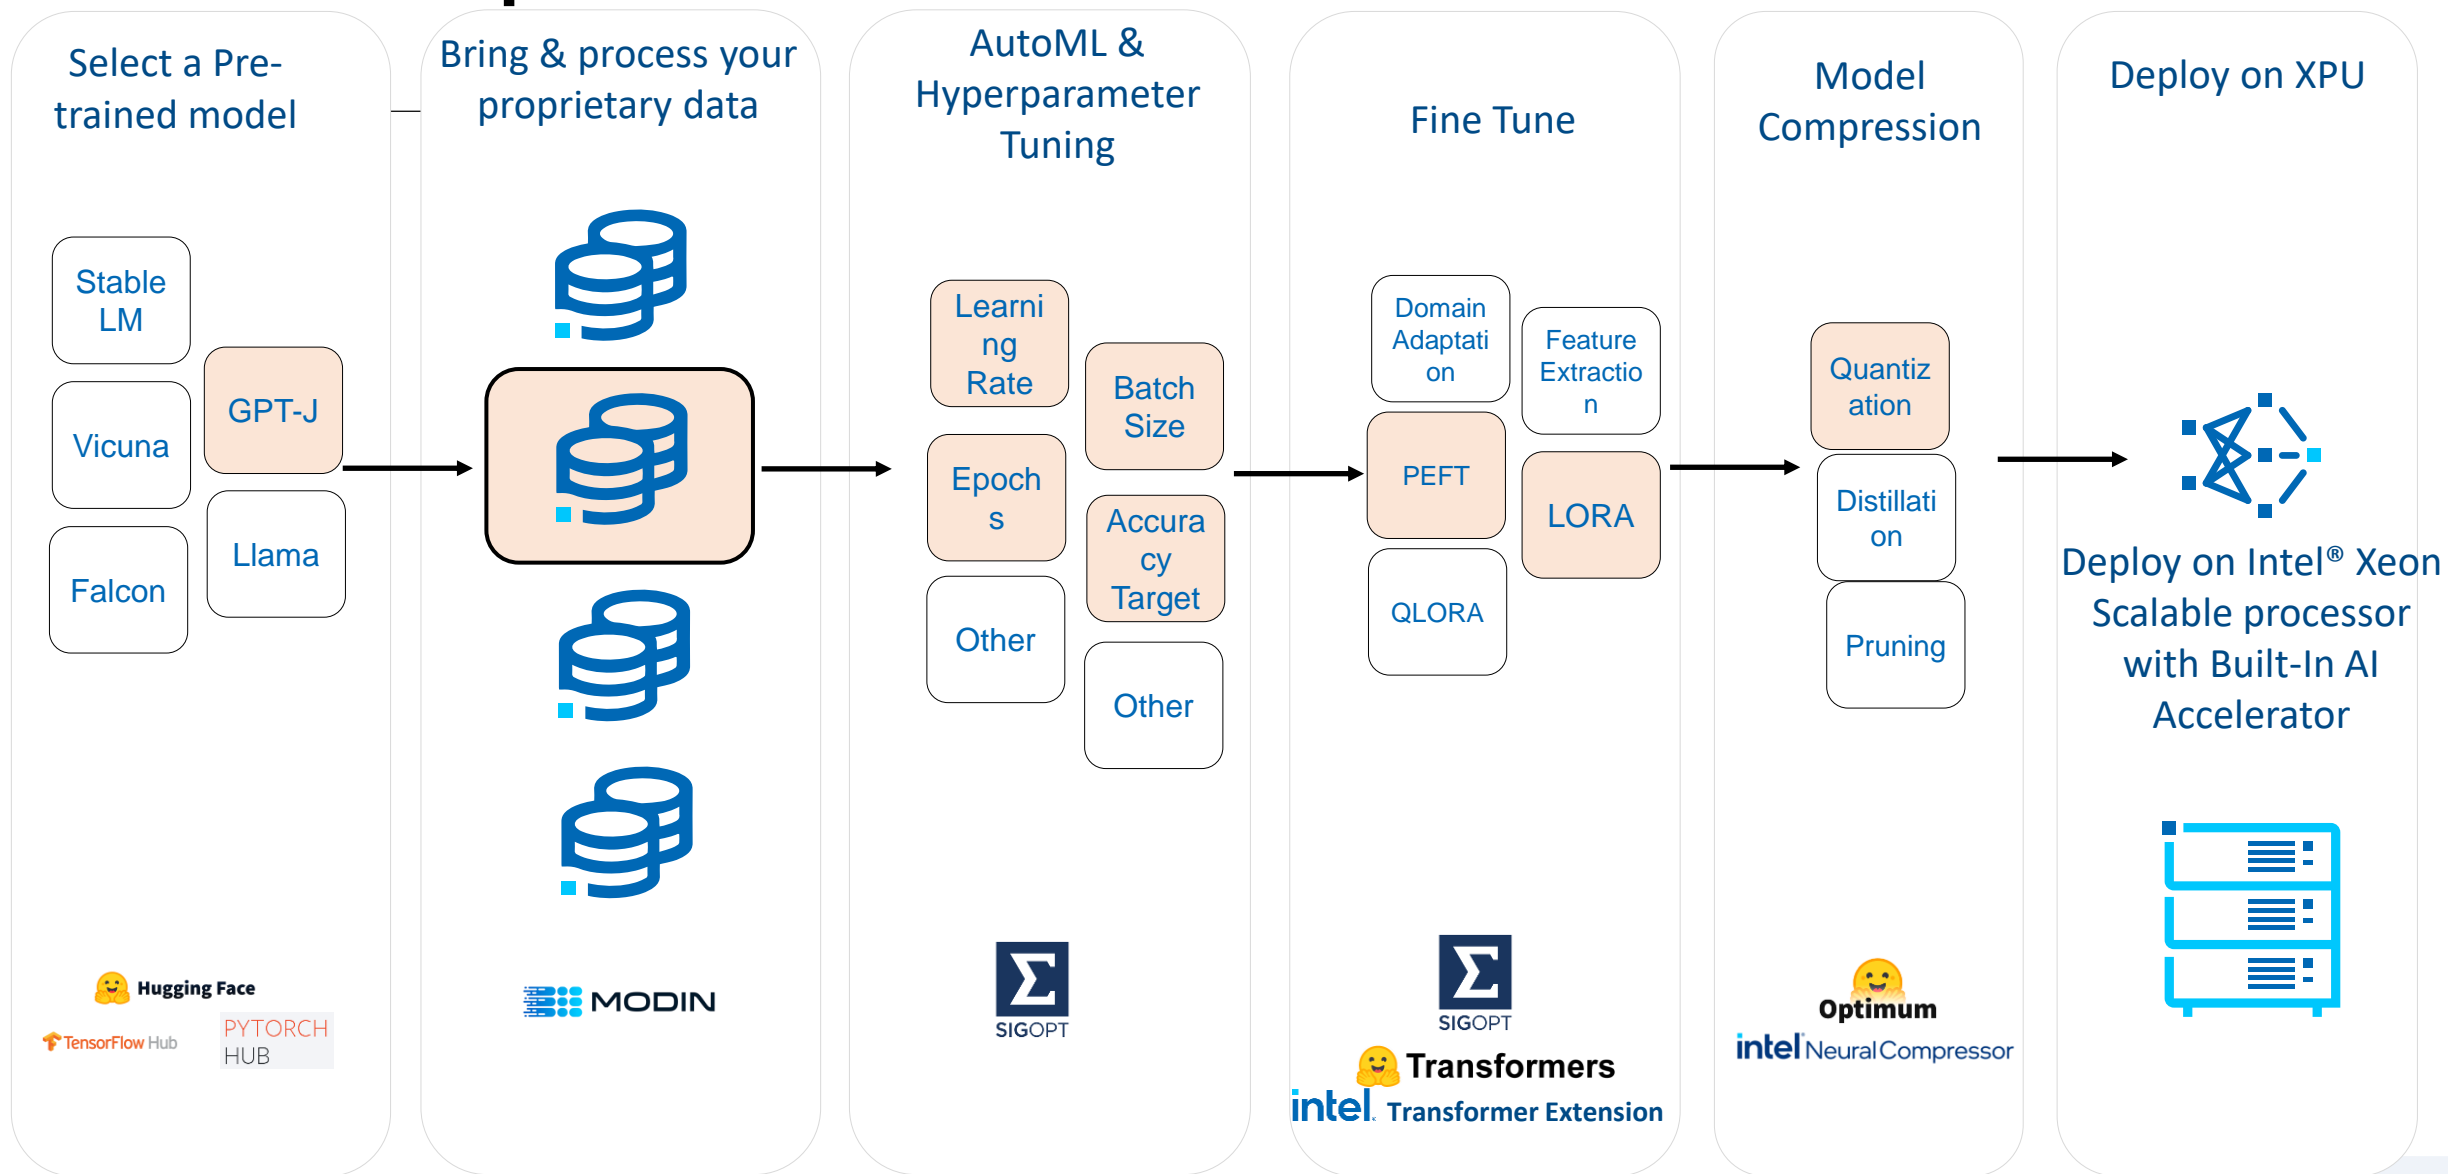 Select a Pre-
trained model
Stable
LM
GPT-J
Vicuna
Llama
Falcon
Hugging Face
TensorFlow Hub
PYTORCH
HUB
Bring & process your
proprietary data
MODIN
AutoML &
Hyperparameter
Tuning
Learni
ng
Rate
Batch
Size
Epoch
s
Accura
cy
Target
Other
Other
SIGOPT
Fine Tune
Domain
Adaptati
on
Feature
Extractio
n
PEFT
LORA
QLORA
SIGOPT
Transformers
intel. Transformer Extension
Model
Compression
Quantiz
ation
Distillati
on
Pruning
Optimum
intel Neural Compressor
Deploy on XPU
Deploy on Intel® Xeon
Scalable processor
with Built-In AI
Accelerator